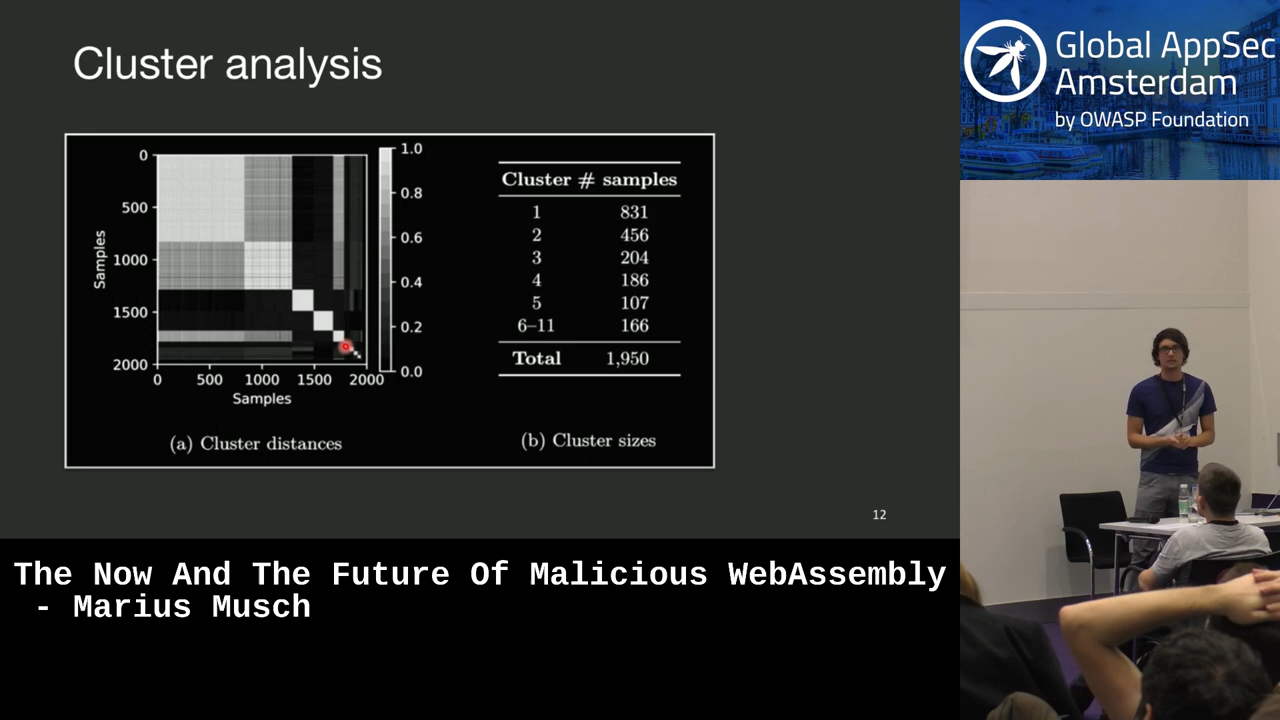 Cluster analysis
Global AppSec
Amsterdam
by OWASP Foundation
0
500
1000
1500
2000
Samples
0 500 1000 1500 2000
Samples
1.0
0.8
0.6
0.4
0.2
0.0
(a) Cluster distances
Cluster # samples
1 831
2 456
3 204
4 186
5 107
6–11 166
Total 1,950
(b) Cluster sizes
12
The Now And The Future Of Malicious WebAssembly
- Marius Musch